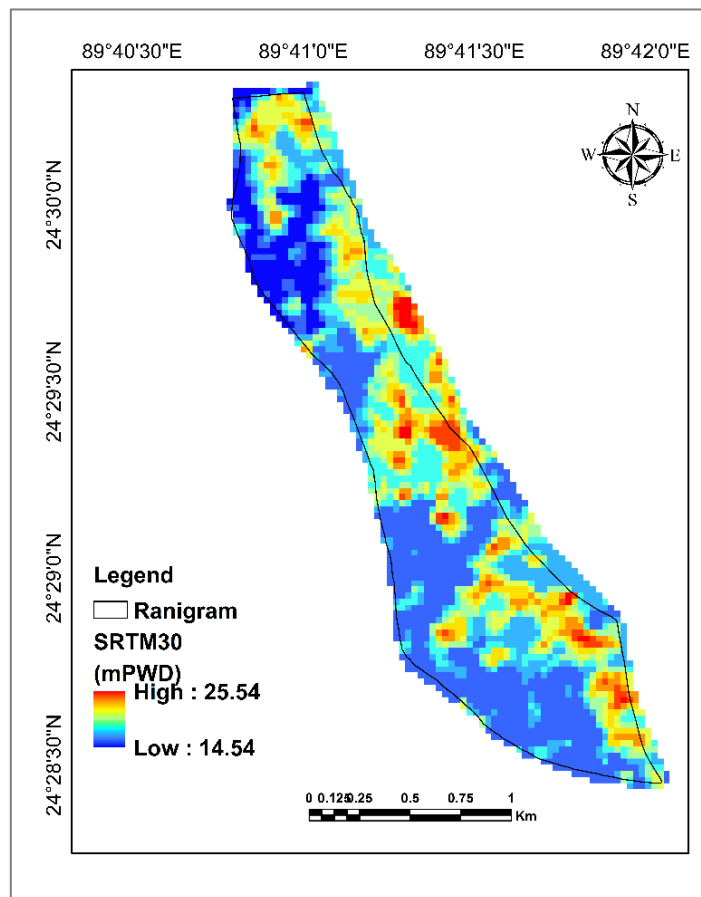 89°40'30"E 89°41'0"E 89°41'30"E 89°42'0"E
N
W E
S
24°30'0"N
24°29'30"N
24°29'0"N
24°28'30"N
Legend
Ranigram
SRTM30
(mPWD)
High : 25.54
Low : 14.54
0 0.125 0.25 0.5 0.75 1
Km